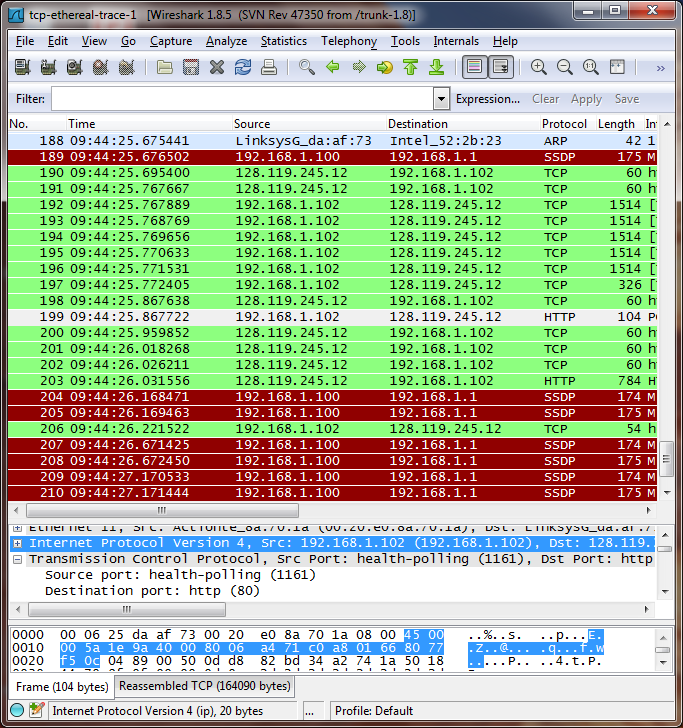 tcp-ethereal-trace-1 [Wireshark 1.8.5 (SVN Rev 47350 from /trunk-1.8)]
File Edit View Go Capture Analyze Statistics Telephony Tools Internals Help
Filter: Expression... Clear Apply Save
No. Time Source Destination Protocol Length
188 09:44:25.675441 LinksysG_da:af:73 Intel_52:2b:23 ARP 42 1
189 09:44:25.676502 192.168.1.100 192.168.1.1 SSDP 175 M
190 09:44:25.695400 128.119.245.12 192.168.1.102 TCP 60
191 09:44:25.767667 128.119.245.12 192.168.1.102 TCP 60
192 09:44:25.767889 192.168.1.102 128.119.245.12 TCP 1514 [
193 09:44:25.768769 192.168.1.102 128.119.245.12 TCP 1514 [
194 09:44:25.769656 192.168.1.102 128.119.245.12 TCP 1514 [
195 09:44:25.770633 192.168.1.102 128.119.245.12 TCP 1514 [
196 09:44:25.771531 192.168.1.102 128.119.245.12 TCP 1514 [
197 09:44:25.772405 192.168.1.102 128.119.245.12 TCP 326 [
198 09:44:25.867638 128.119.245.12 192.168.1.102 TCP 60
199 09:44:25.867722 192.168.1.102 128.119.245.12 HTTP 104
200 09:44:25.959852 128.119.245.12 192.168.1.102 TCP 60
201 09:44:26.018268 128.119.245.12 192.168.1.102 TCP 60
202 09:44:26.026211 128.119.245.12 192.168.1.102 TCP 60
203 09:44:26.031556 128.119.245.12 192.168.1.102 HTTP 784
204 09:44:26.168471 192.168.1.100 192.168.1.1 SSDP 174 M
205 09:44:26.169463 192.168.1.100 192.168.1.1 SSDP 175 M
206 09:44:26.221522 192.168.1.102 128.119.245.12 TCP 54
207 09:44:26.671425 192.168.1.100 192.168.1.1 SSDP 174 M
208 09:44:26.672450 192.168.1.100 192.168.1.1 SSDP 175 M
209 09:44:27.170533 192.168.1.100 192.168.1.1 SSDP 174 M
210 09:44:27.171444 192.168.1.100 192.168.1.1 SSDP 175 M
Ethernet II, Src: Actionte_8a:70:1a (00:20:e0:8a:70:1a), Dst: LinksysG_da:af:
Internet Protocol Version 4, Src: 192.168.1.102 (192.168.1.102), Dst: 128.119.
Transmission Control Protocol, Src Port: health-polling (1161), Dst Port: http
Source port: health-polling (1161)
Destination port: http (80)
0000 00 06 25 da af 73 00 20 e0 8a 70 1a 08 00 45 00 ..%..s. ..p...E.
0010 00 5a 1e 9a 40 00 80 06 a4 71 c0 a8 01 66 80 77 .Z..@... .q...f.w
0020 f5 0c 04 89 00 50 0d d8 82 bd 34 a2 74 1a 50 18 .....P.. ..4.t.P.
Frame (104 bytes) Reassembled TCP (164090 bytes)
Internet Protocol Version 4 (ip), 20 bytes ... Profile: Default